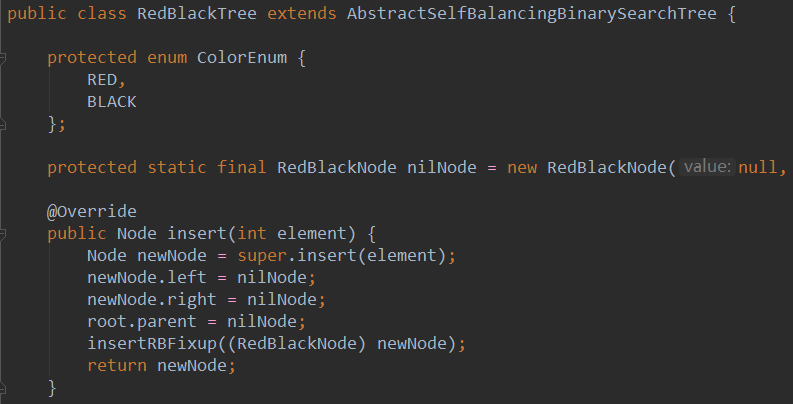 public class RedBlackTree extends AbstractSelfBalancingBinarySearchTree {
protected enum ColorEnum {
RED,
BLACK
};
protected static final RedBlackNode nilNode = new RedBlackNode( value: null,
@Override
public Node insert(int element) {
Node newNode = super.insert(element);
newNode.left = nilNode;
newNode.right = nilNode;
root.parent = nilNode;
insertRBFixup((RedBlackNode) newNode);
return newNode;
}